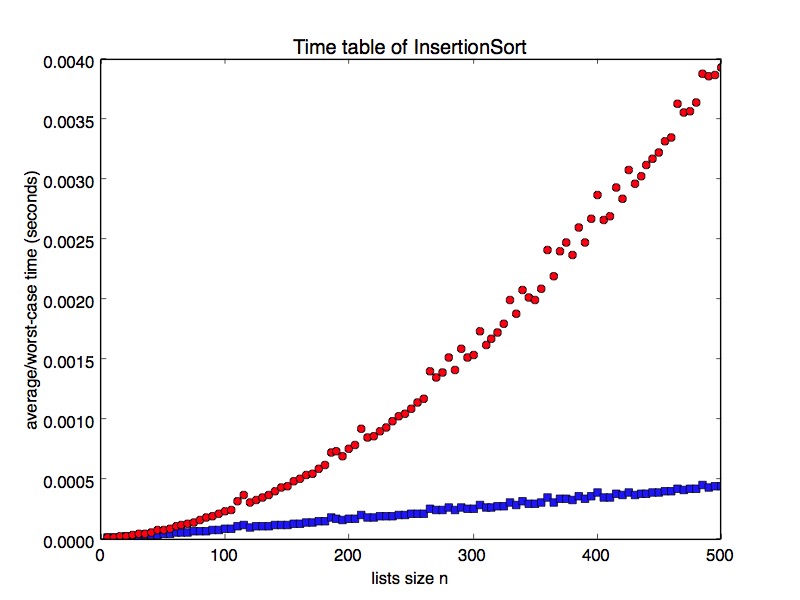 Time table of InsertionSort
average/worst-case time (seconds)
0.0040
0.0035
0.0030
0.0025
0.0020
0.0015
0.0010
0.0005
0.0000
0 100 200 300 400 500
lists size n